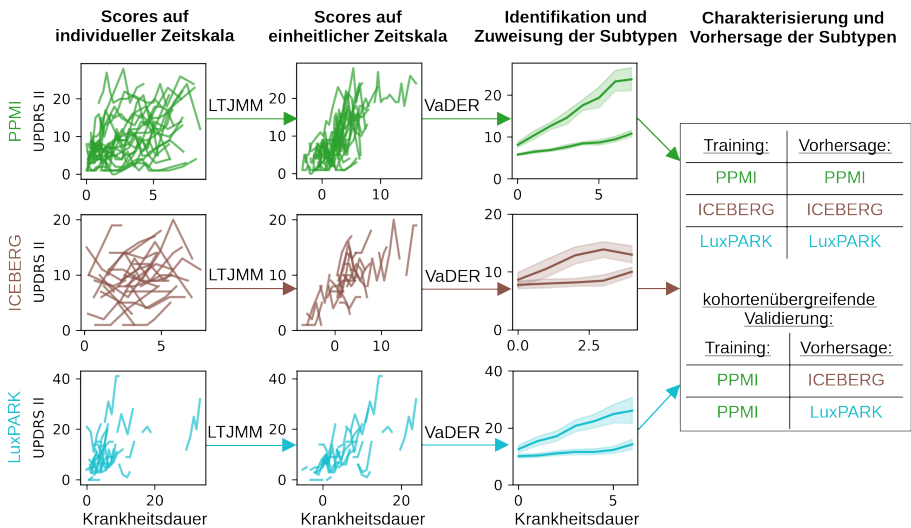 Scores auf
individueller Zeitskala
Scores auf
einheitlicher Zeitskala
Identifikation und
Zuweisung der Subtypen
Charakterisierung und
Vorhersage der Subtypen
PPMI
UPDRS II
20
10
0
0
5
LTJMM
20
10
0
0
10
VaDER
20
10
0
0
5
ICEBERG
UPDRS II
20
10
0
0
5
LTJMM
20
10
0
0
10
VaDER
20
10
0
0.0
2.5
LuxPARK
UPDRS II
40
20
0
0
20
Krankheitsdauer
LTJMM
40
20
0
0
20
Krankheitsdauer
VaDER
40
20
0
0
5
Krankheitsdauer
Training: Vorhersage:
PPMI PPMI
ICEBERG ICEBERG
LuxPARK LuxPARK
kohortenübergreifende
Validierung:
Training: Vorhersage:
PPMI ICEBERG
PPMI LuxPARK